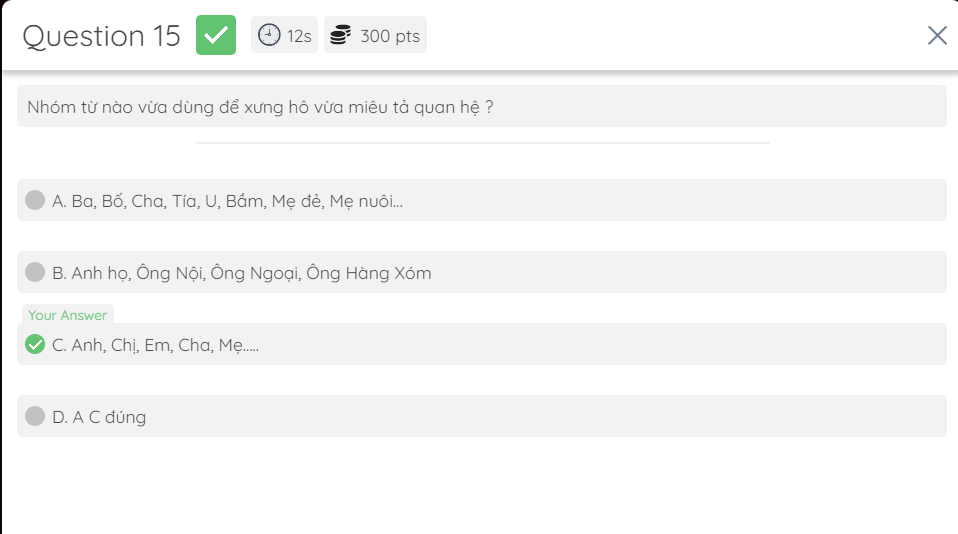 Question 15 12s 300 pts
Nhóm từ nào vừa dùng để xưng hô vừa miêu tả quan hệ ?
A. Ba, Bố, Cha, Tía, U, Bầm, Mẹ đẻ, Mẹ nuôi...
B. Anh họ, Ông Nội, Ông Ngoại, Ông Hàng Xóm
Your Answer
C. Anh, Chị, Em, Cha, Mẹ.....
D. A C đúng